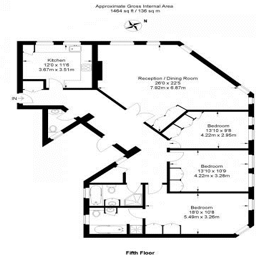 Approximate Gross Internal Area
1464 sq ft / 136 sq m
N
Kitchen
12'0 x 11'6
3.67m x 3.51m
Reception / Dining Room
26'0 x 22'5
7.92m x 6.87m
IN
Bedroom
13'10 x 9'8
4.22m x 2.95m
Bedroom
13'10 x 10'9
4.22m x 3.28m
Bedroom
18'0 x 10'8
5.49m x 3.26m
Fifth Floor